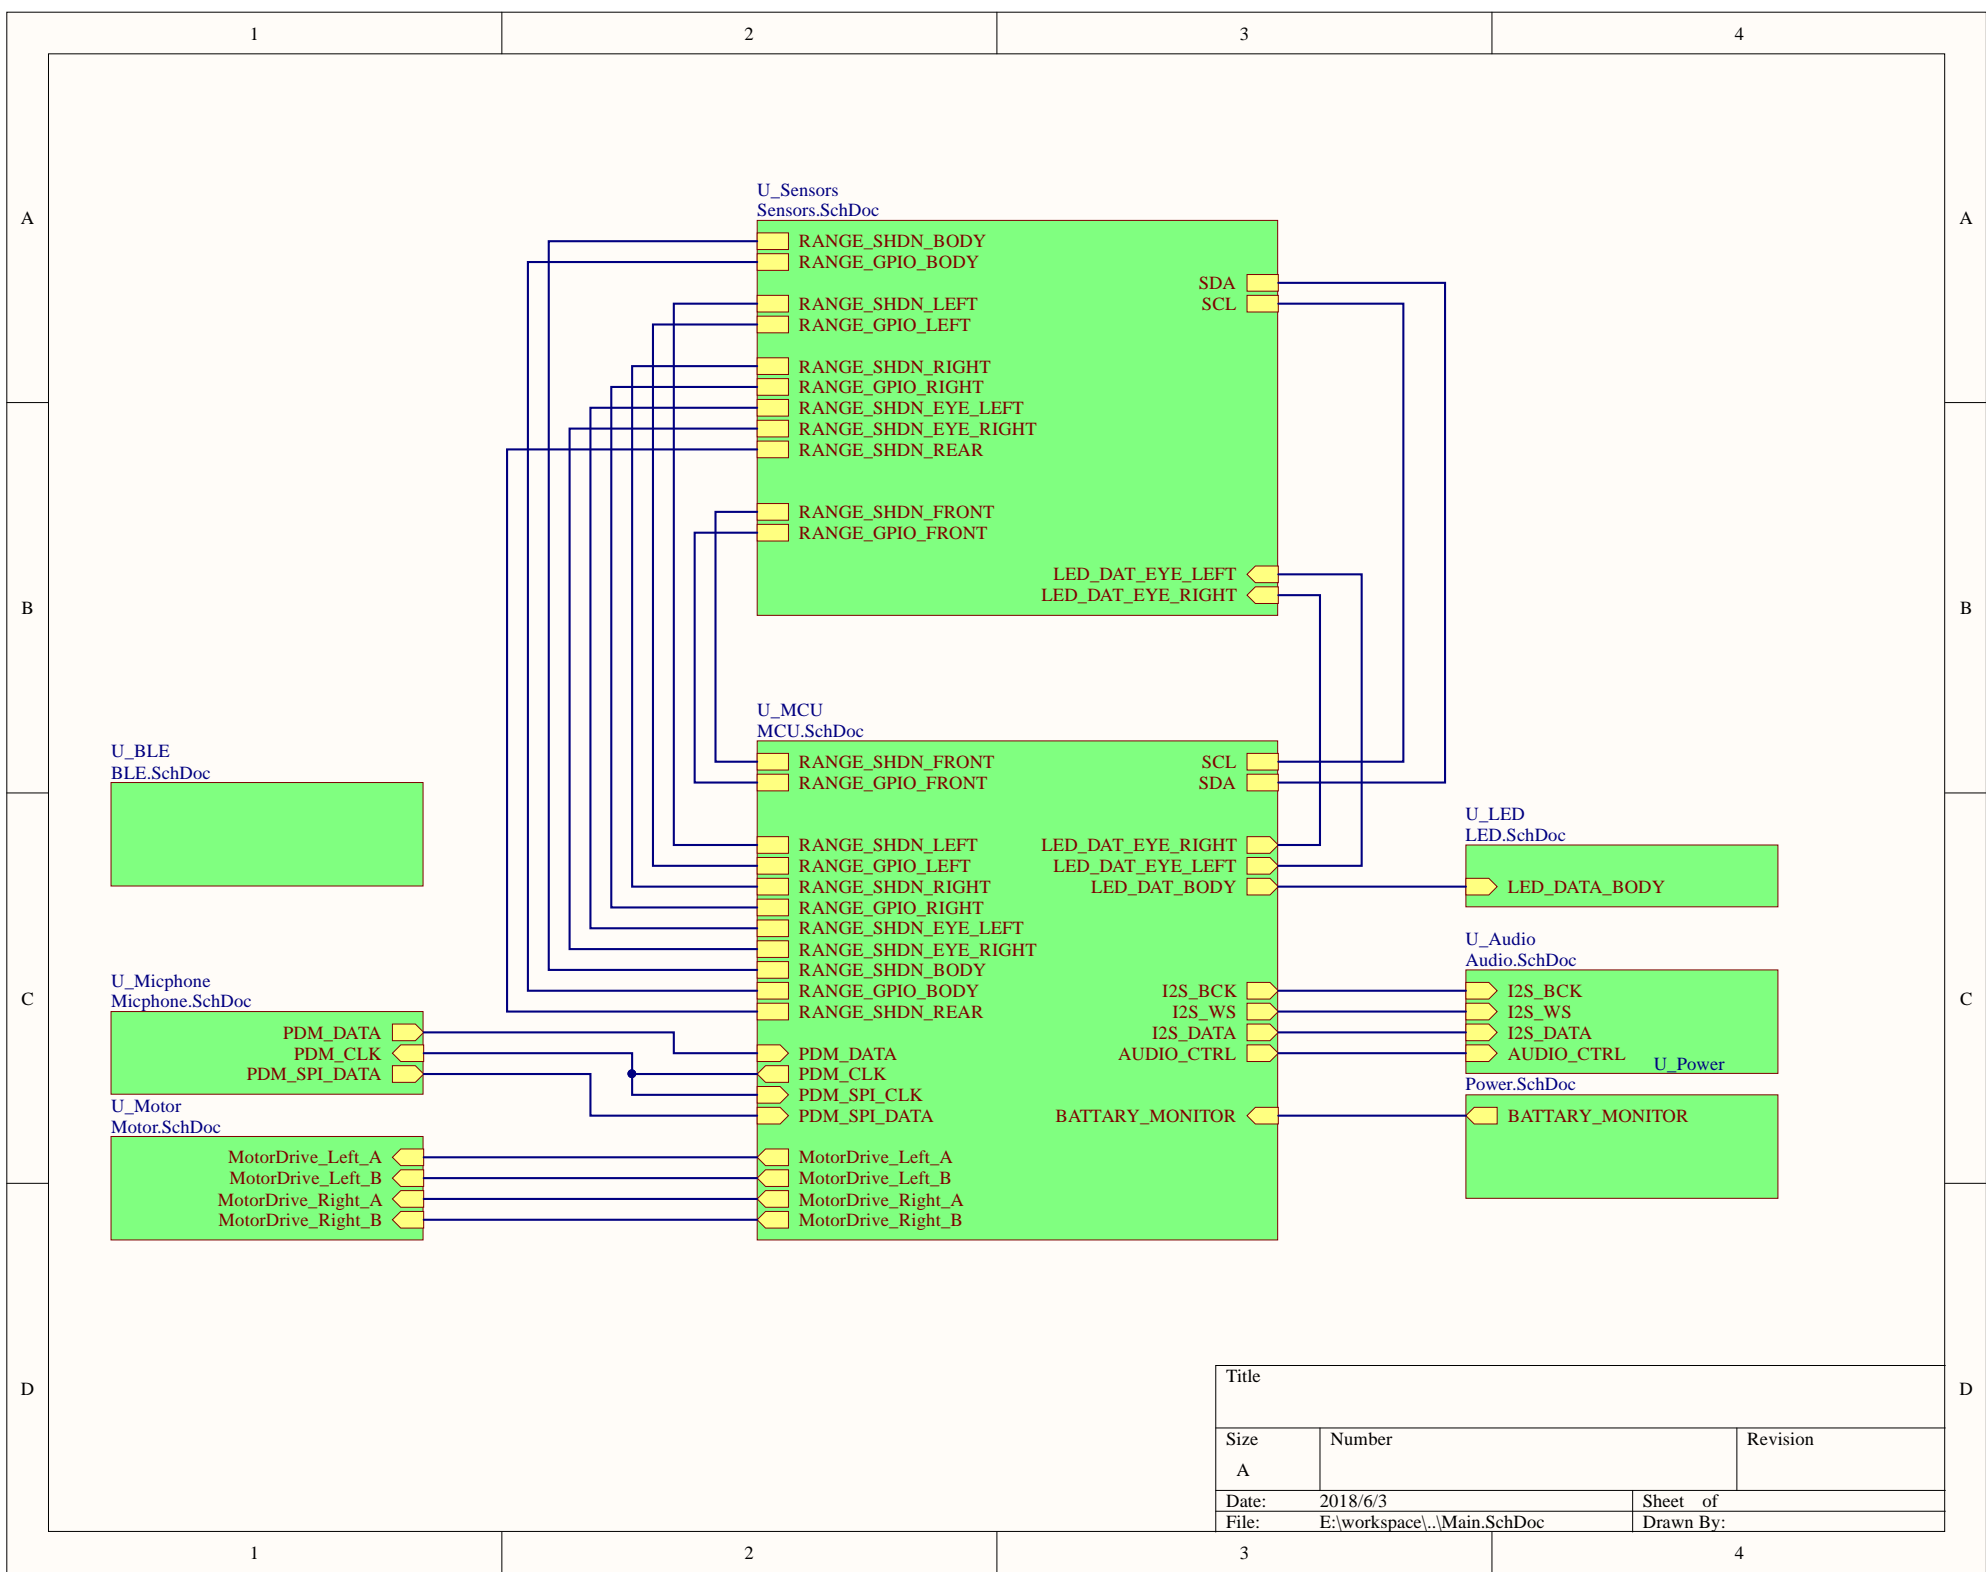 1 2 3 4
A A
U_Sensors
Sensors.SchDoc
RANGE_SHDN_BODY
RANGE_GPIO_BODY
SDA
RANGE_SHDN_LEFT SCL
RANGE_GPIO_LEFT
RANGE_SHDN_RIGHT
RANGE_GPIO_RIGHT
RANGE_SHDN_EYE_LEFT
RANGE_SHDN_EYE_RIGHT
RANGE_SHDN_REAR
RANGE_SHDN_FRONT
RANGE_GPIO_FRONT
LED_DAT_EYE_LEFT
LED_DAT_EYE_RIGHT
B B
U_MCU
MCU.SchDoc
RANGE_SHDN_FRONT SCL
RANGE_GPIO_FRONT SDA
RANGE_SHDN_LEFT LED_DAT_EYE_RIGHT
RANGE_GPIO_LEFT LED_DAT_EYE_LEFT
RANGE_SHDN_RIGHT LED_DAT_BODY
RANGE_GPIO_RIGHT
RANGE_SHDN_EYE_LEFT
RANGE_SHDN_EYE_RIGHT
RANGE_SHDN_BODY
RANGE_GPIO_BODY I2S_BCK
RANGE_SHDN_REAR I2S_WS
I2S_DATA
PDM_DATA AUDIO_CTRL
PDM_CLK
PDM_SPI_CLK
PDM_SPI_DATA BATTARY_MONITOR
MotorDrive_Left_A
MotorDrive_Left_B
MotorDrive_Right_A
MotorDrive_Right_B
U_BLE
BLE.SchDoc
U_Micphone
Micphone.SchDoc
PDM_DATA
PDM_CLK
PDM_SPI_DATA
U_Motor
Motor.SchDoc
MotorDrive_Left_A
MotorDrive_Left_B
MotorDrive_Right_A
MotorDrive_Right_B
U_LED
LED.SchDoc
LED_DATA_BODY
U_Audio
Audio.SchDoc
I2S_BCK
I2S_WS
I2S_DATA
AUDIO_CTRL
U_Power
Power.SchDoc
BATTARY_MONITOR
C C
D D
Title
Size Number Revision
A
Date: 2018/6/3 Sheet of
File: E:\workspace\..\Main.SchDoc Drawn By:
1 2 3 4